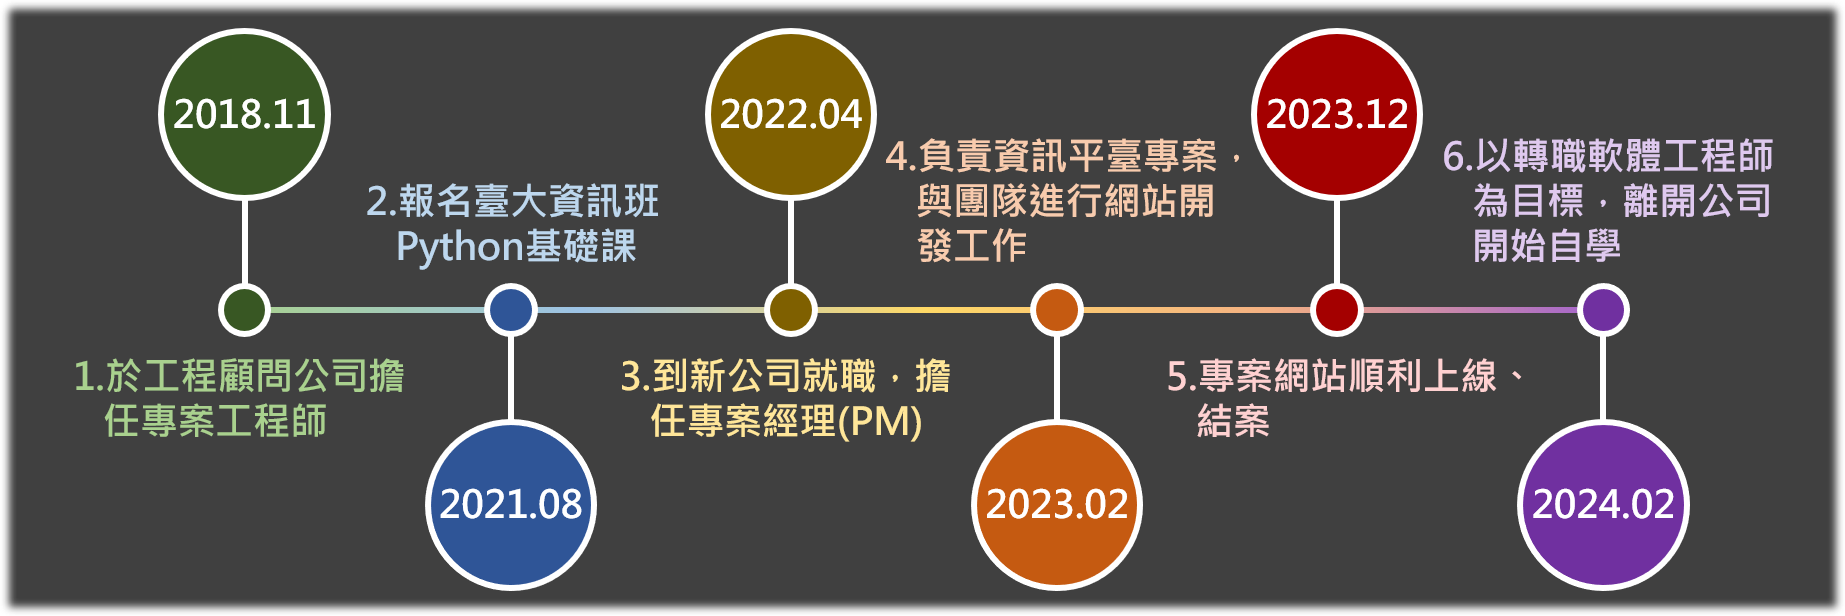 2018.11
1.於工程顧問公司擔
任專案工程師
2.報名臺大資訊班
Python基礎課
2021.08
2022.04
3.到新公司就職，擔
任專案經理(PM)
4.負責資訊平臺專案，
與團隊進行網站開
發工作
2023.02
2023.12
5.專案網站順利上線、
結案
6.以轉職軟體工程師
為目標，離開公司
開始自學
2024.02